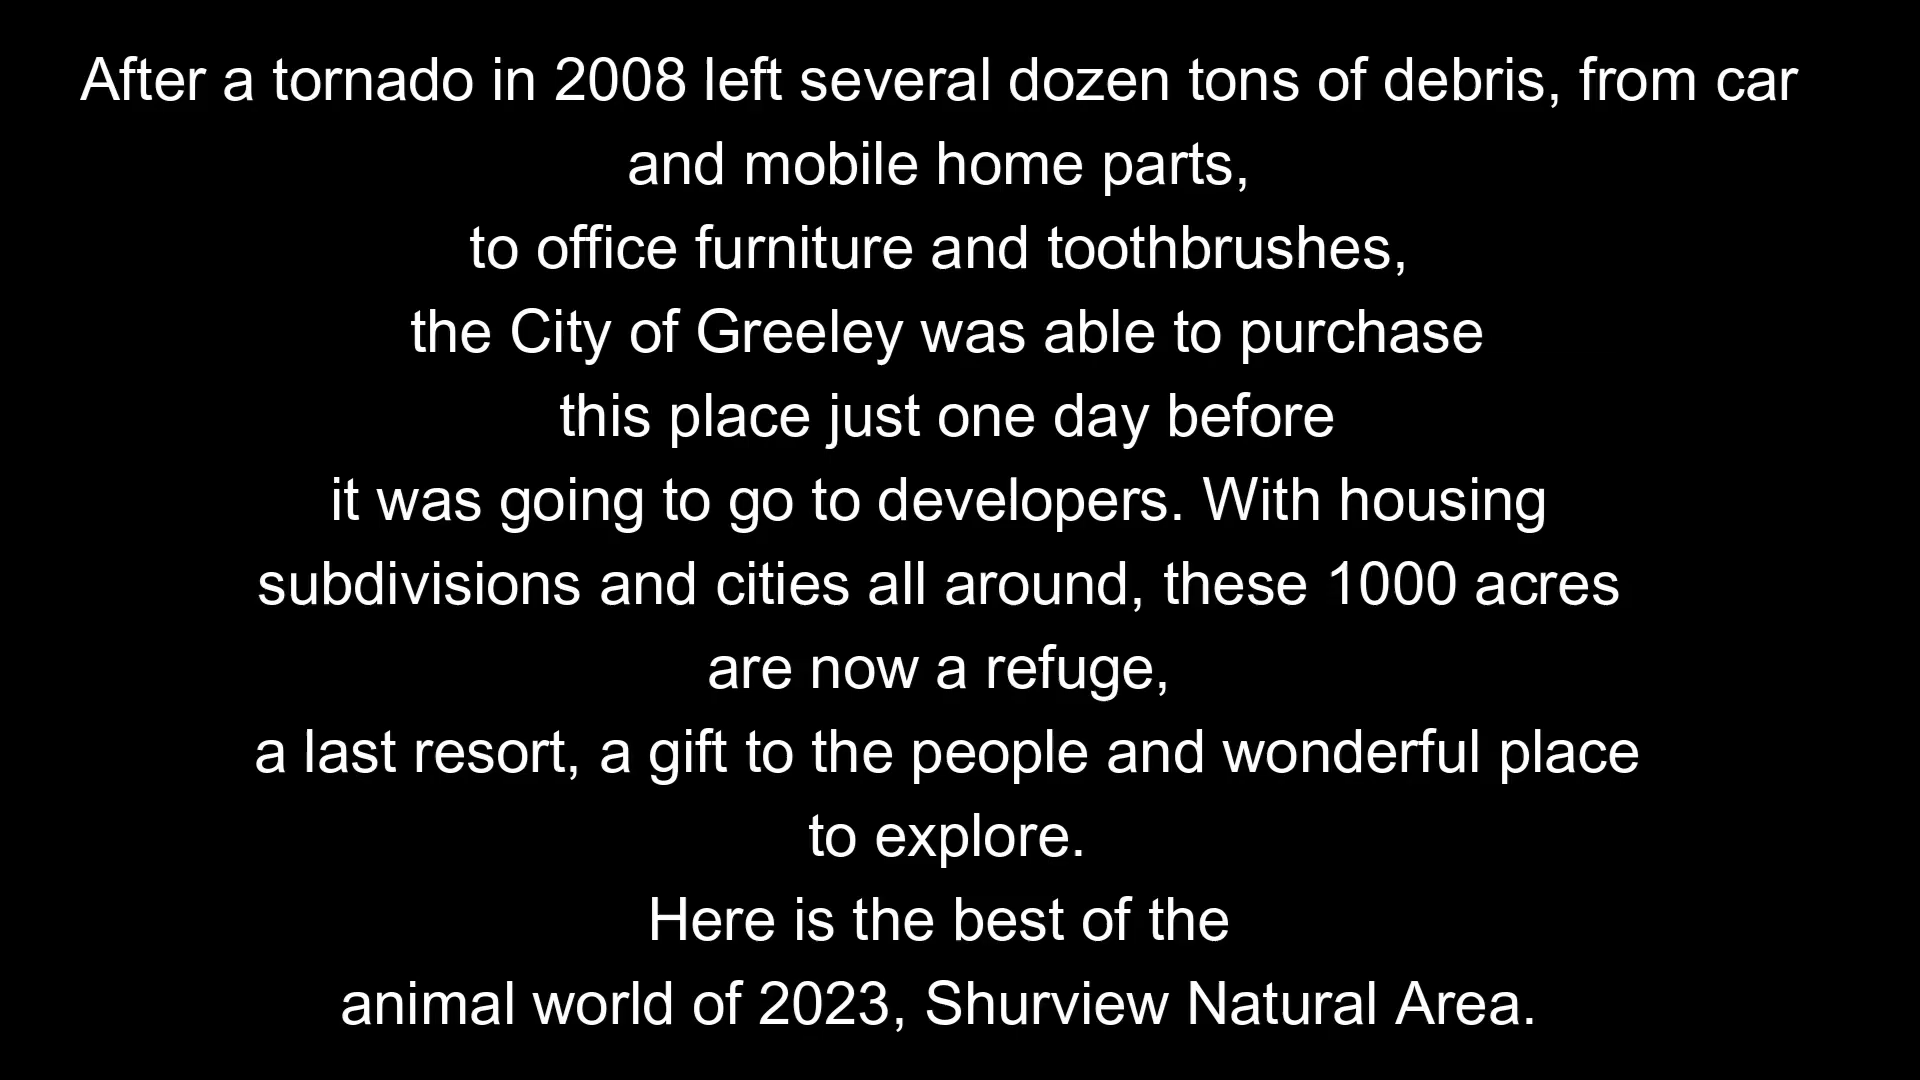 After a tornado in 2008 left several dozen tons of debris, from car
and mobile home parts,
to office furniture and toothbrushes,
the City of Greeley was able to purchase
this place just one day before
it was going to go to developers. With housing
subdivisions and cities all around, these 1000 acres
are now a refuge,
a last resort, a gift to the people and wonderful place
to explore.
Here is the best of the
animal world of 2023, Shurview Natural Area.